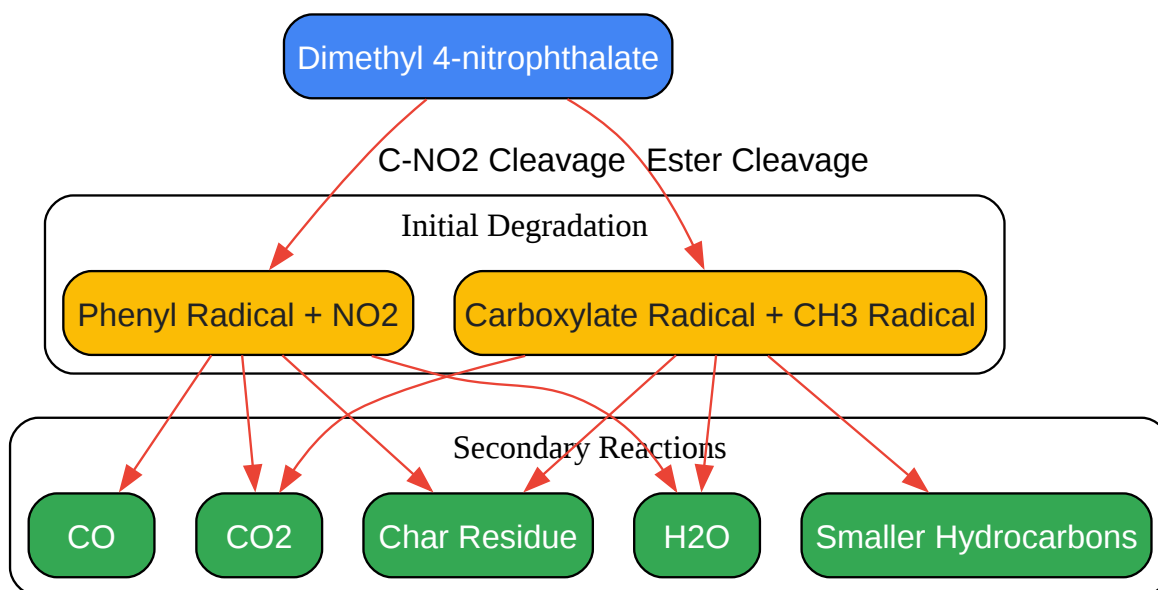 Dimethyl 4-nitrophthalate
C-NO2 Cleavage
Ester Cleavage
Initial Degradation
Phenyl Radical + NO2
Carboxylate Radical + CH3 Radical
Secondary Reactions
CO
CO2
Char Residue
H2O
Smaller Hydrocarbons